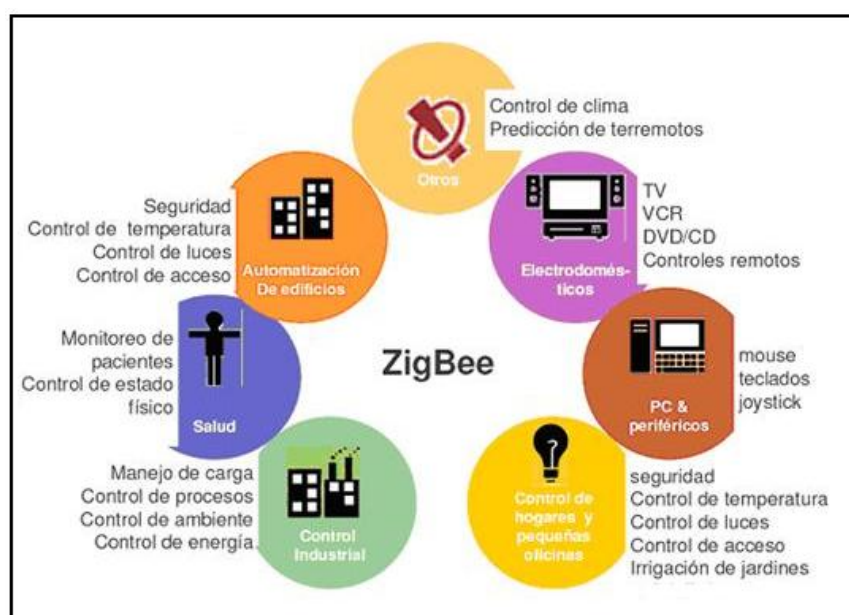 Control de clima
Predicción de terremotos
Otros
Seguridad
Control de temperatura
Control de luces
Control de acceso
Automatización
De edificios
TV
VCR
DVD/CD
Controles remotos
Electrodomés-
ticos
Monitoreo de
pacientes
Control de estado
físico
Salud
ZigBee
mouse
teclados
joystick
PC &
periféricos
Manejo de carga
Control de procesos
Control de ambiente
Control de energía
Control
Industrial
Control de
hogares y
pequeñas
oficinas
seguridad
Control de temperatura
Control de luces
Control de acceso
Irrigación de jardines